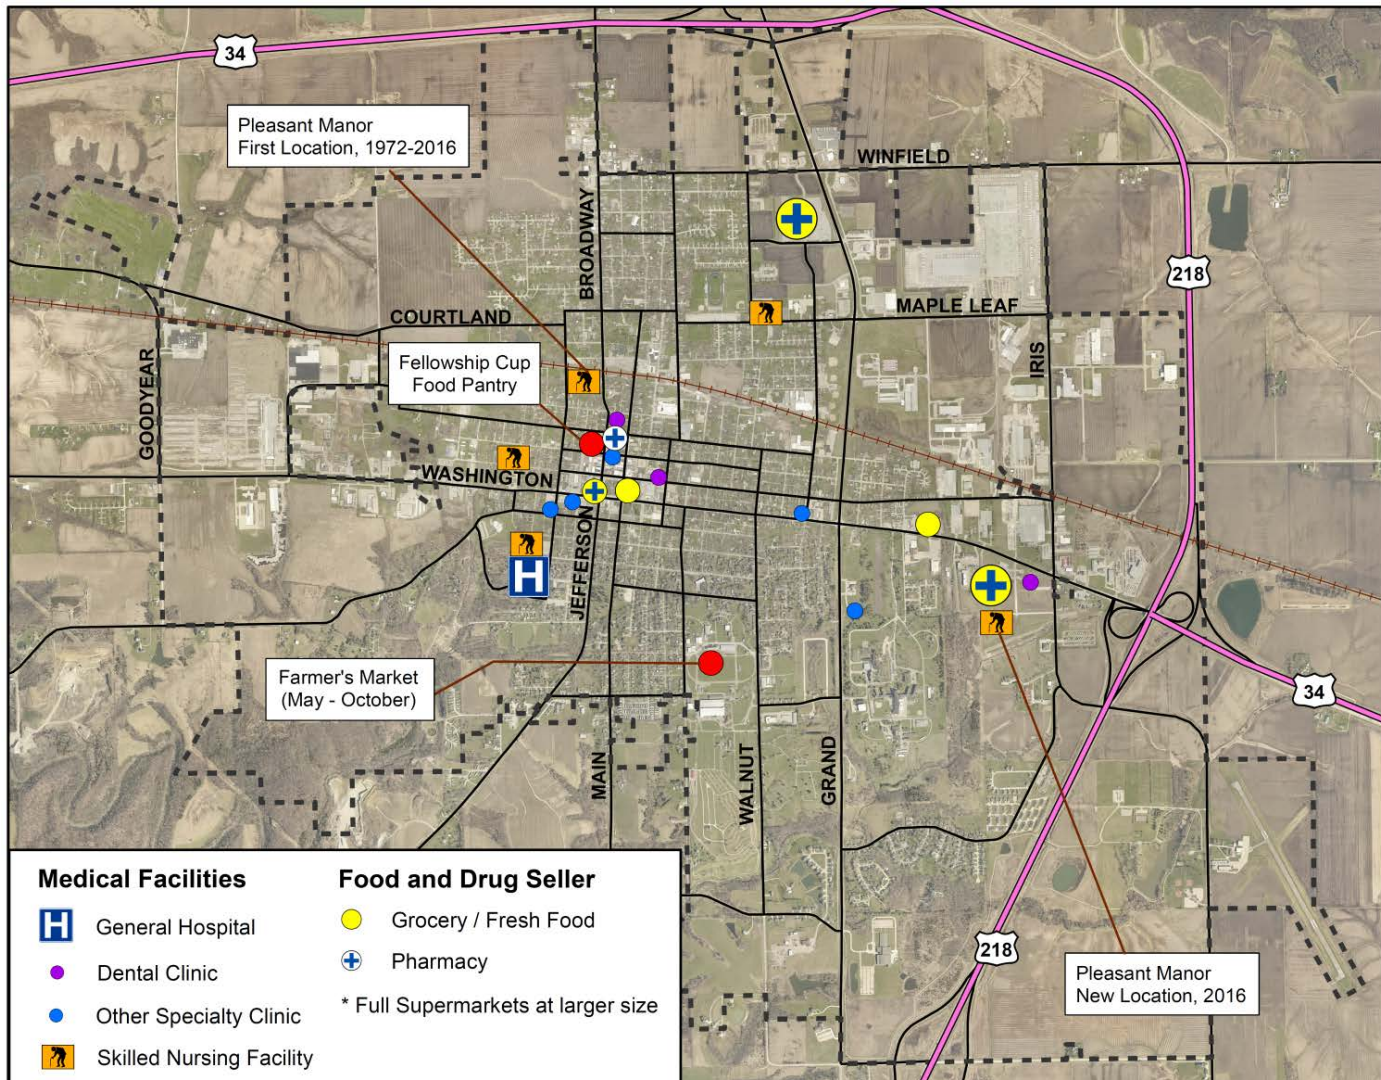 34
Pleasant Manor
First Location, 1972-2016
WINFIELD
BROADWAY
218
COURTLAND
MAPLE LEAF
Fellowship Cup
Food Pantry
IRIS
GOODYEAR
WASHINGTON
H
JEFFERSON
Farmer's Market
(May - October)
34
MAIN
WALNUT
GRAND
218
Pleasant Manor
New Location, 2016
Medical Facilities
H General Hospital
Dental Clinic
Other Specialty Clinic
Skilled Nursing Facility
Food and Drug Seller
Grocery / Fresh Food
Pharmacy
* Full Supermarkets at larger size